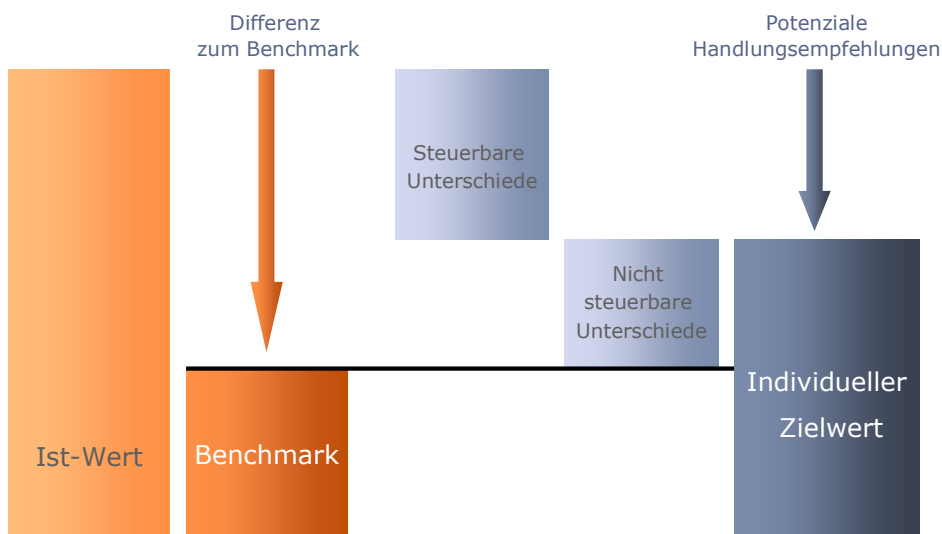 Differenz
zum Benchmark
Potenziale
Handlungsempfehlungen
Steuerbare
Unterschiede
Nicht
steuerbare
Unterschiede
Ist-Wert
Benchmark
Individueller
Zielwert